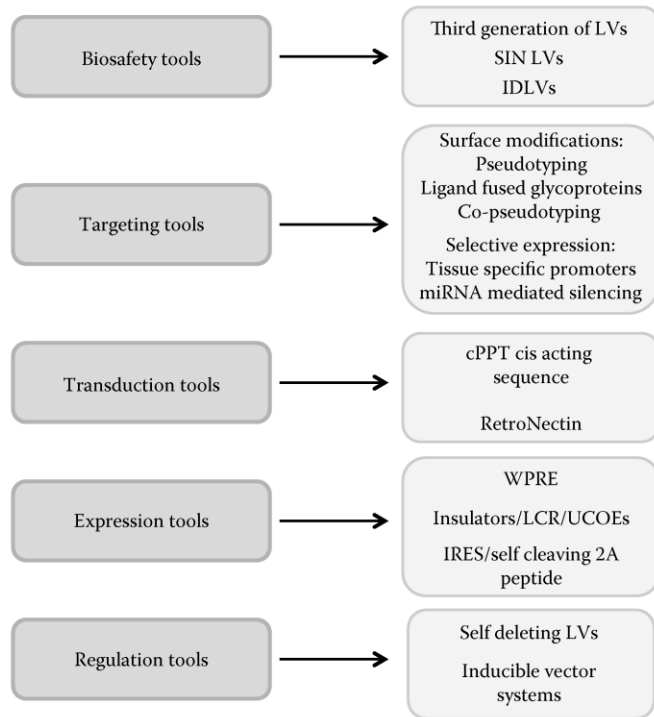 Biosafety tools
Third generation of LVs
SIN LVs
IDLVs
Targeting tools
Surface modifications:
Pseudotyping
Ligand fused glycoproteins
Co-pseudotyping
Selective expression:
Tissue specific promoters
miRNA mediated silencing
Transduction tools
cPPT cis acting
sequence
RetroNectin
Expression tools
WPRE
Insulators/LCR/UCOEs
IRES/self cleaving 2A
peptide
Regulation tools
Self deleting LVs
Inducible vector
systems